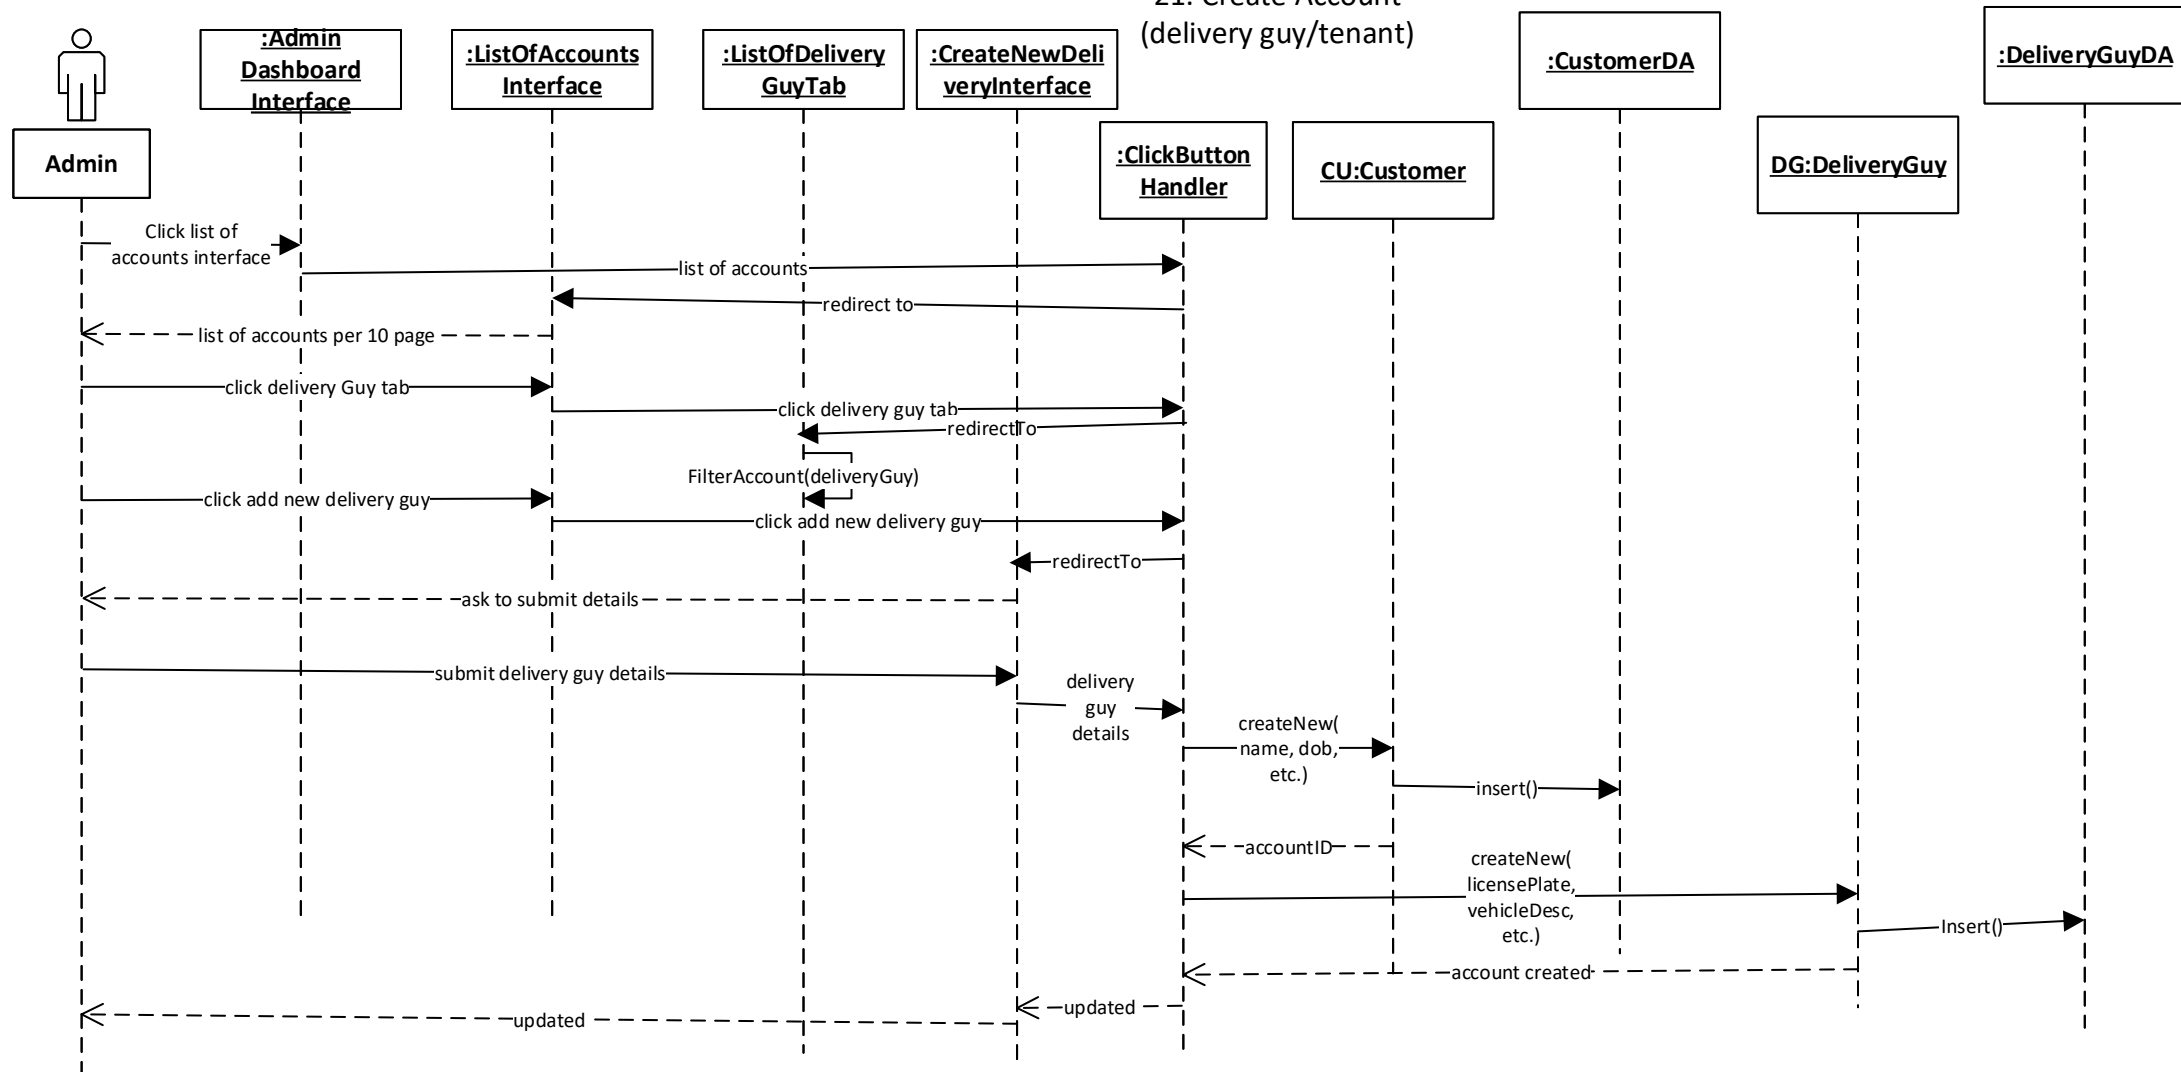 21. Create Account
(delivery guy/tenant)
:Admin
Dashboard
Interface
:ListOfAccounts
Interface
:ListOfDelivery
GuyTab
:CreateNewDeli
veryInterface
:CustomerDA
:DeliveryGuyDA
Admin
:ClickButton
Handler
CU:Customer
DG:DeliveryGuy
Click list of
accounts interface
list of accounts
redirect to
list of accounts per 10 page
click delivery Guy tab
click delivery guy tab
redirectTo
FilterAccount(deliveryGuy)
click add new delivery guy
click add new delivery guy
redirectTo
ask to submit details
submit delivery guy details
delivery
guy
details
createNew(
name, dob,
etc.)
insert()
accountID
createNew(
licensePlate,
vehicleDesc,
etc.)
Insert()
account created
updated
updated